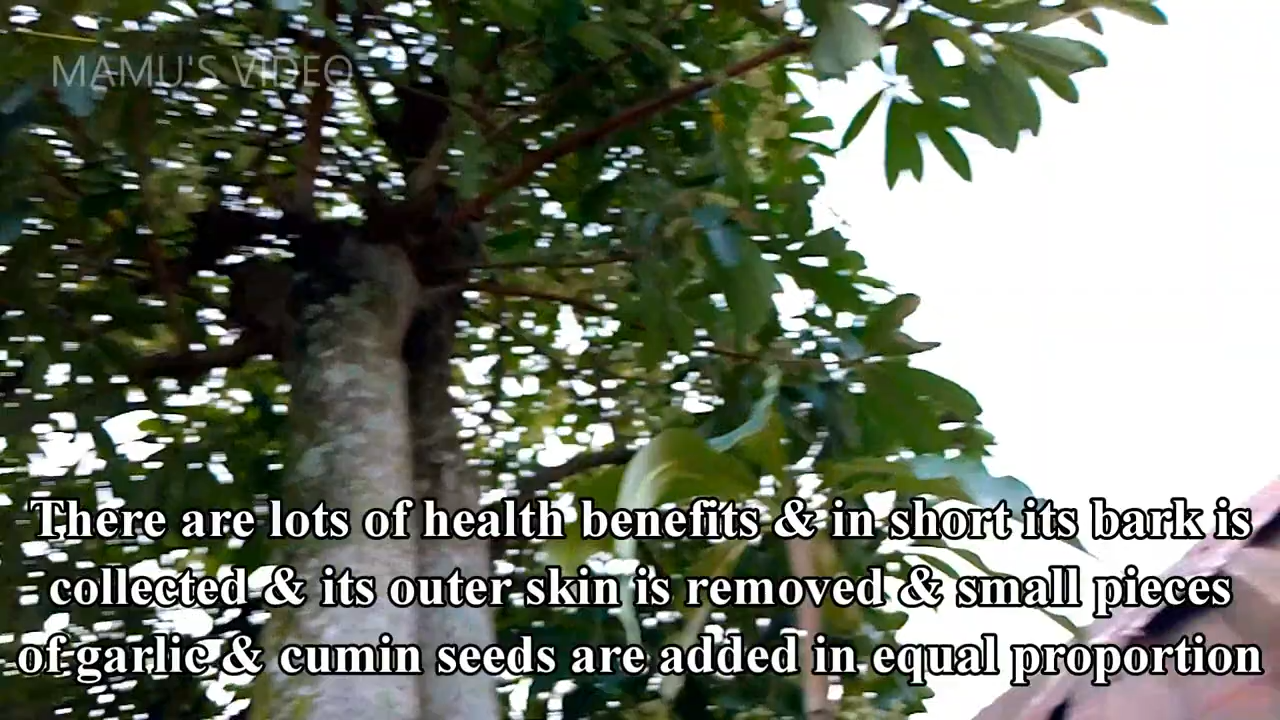 MAMU'S VIDEO
There are lots of health benefits & in short its bark is
collected & its outer skin is removed & small pieces
of garlic & cumin seeds are added in equal proportion